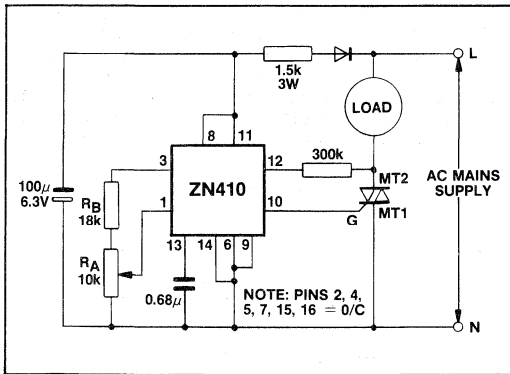 1.5k
3W
L
LOAD
8
11
3
12
300k
MT2
AC MAINS
SUPPLY
100µ
6.3V
RB
18k
ZN410
1
10
G
MT1
RA
10k
13
14
6
9
0.68µ
NOTE: PINS 2, 4,
5, 7, 15, 16 = 0/C
N